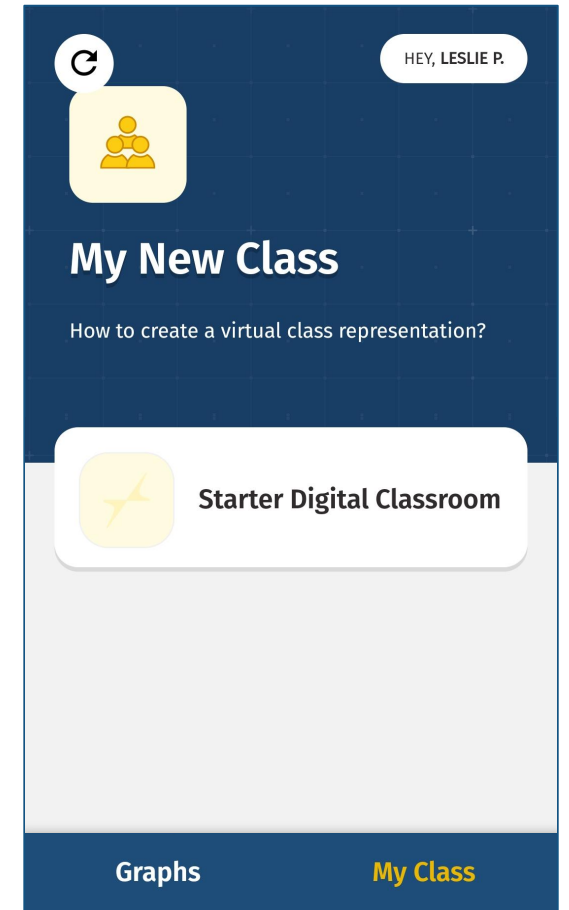 HEY, LESLIE P.
My New Class
How to create a virtual class representation?
Starter Digital Classroom
Graphs
My Class